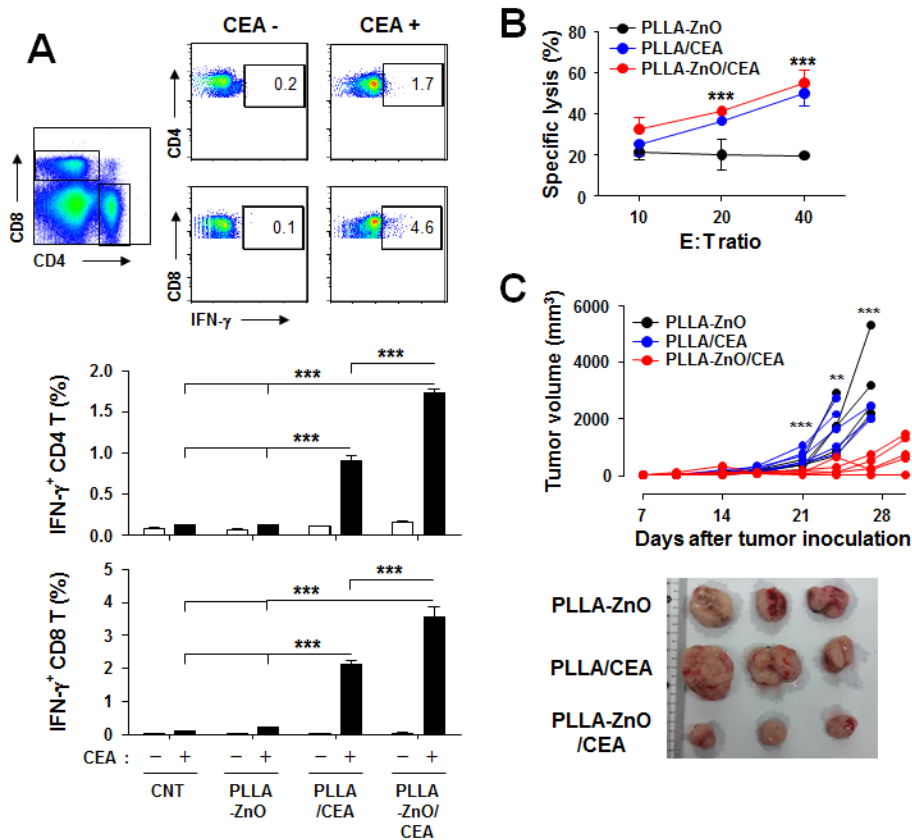 A
CEA -
CEA +
CD4
0.2
1.7
CD8
CD4
CD8
0.1
4.6
IFN-γ
IFN-γ⁺ CD4 T (%)
2.0
1.5
1.0
0.5
0.0
***
***
***
IFN-γ⁺ CD8 T (%)
5
4
3
2
1
0
***
***
***
CEA : − + − + − + − +
CNT
PLLA
-ZnO
PLLA
/CEA
PLLA
-ZnO/
CEA
B
PLLA-ZnO
PLLA/CEA
PLLA-ZnO/CEA
Specific lysis (%)
80
60
40
20
0
***
***
10 20 40
E:T ratio
C
PLLA-ZnO
PLLA/CEA
PLLA-ZnO/CEA
Tumor volume (mm³)
6000
4000
2000
0
***
**
***
7 14 21 28
Days after tumor inoculation
PLLA-ZnO
PLLA/CEA
PLLA-ZnO
/CEA